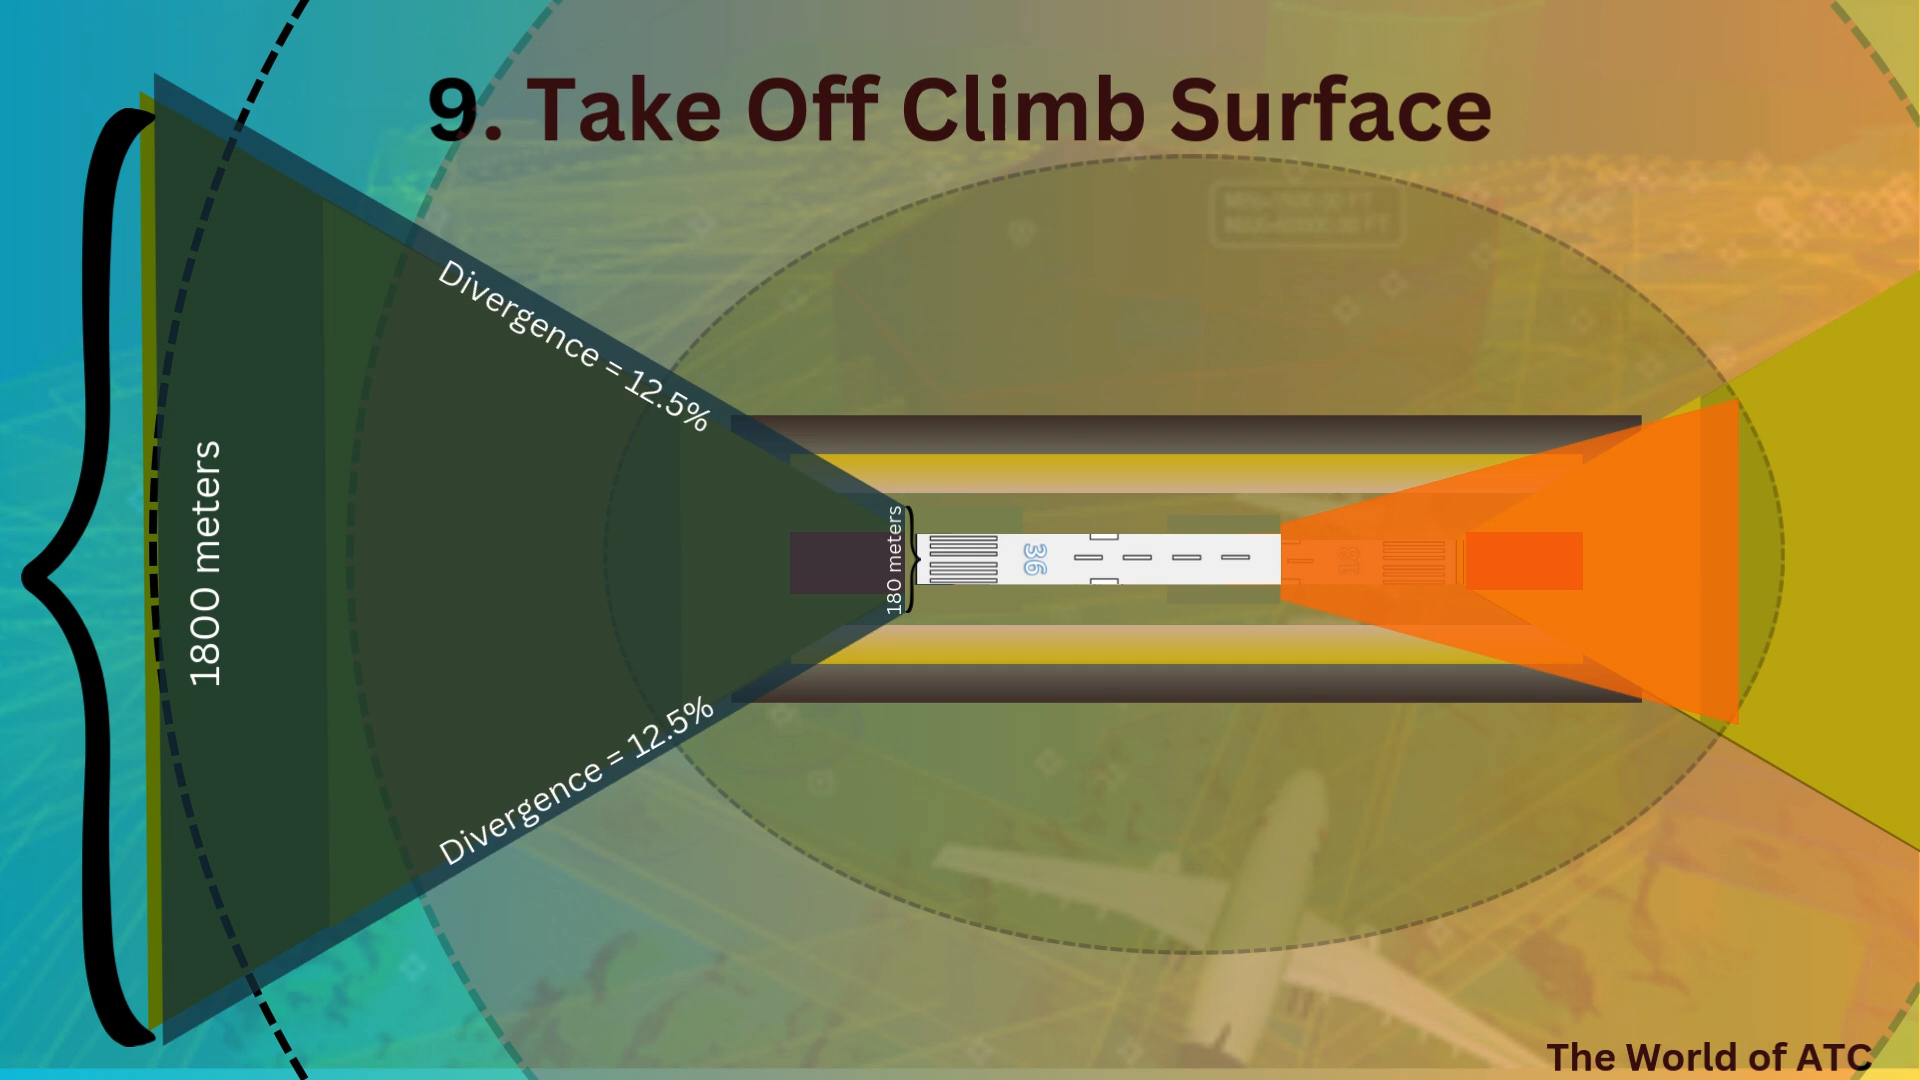 9. Take Off Climb Surface
Divergence = 12.5%
1800 meters
180 meters
36
18
Divergence = 12.5%
The World of ATC